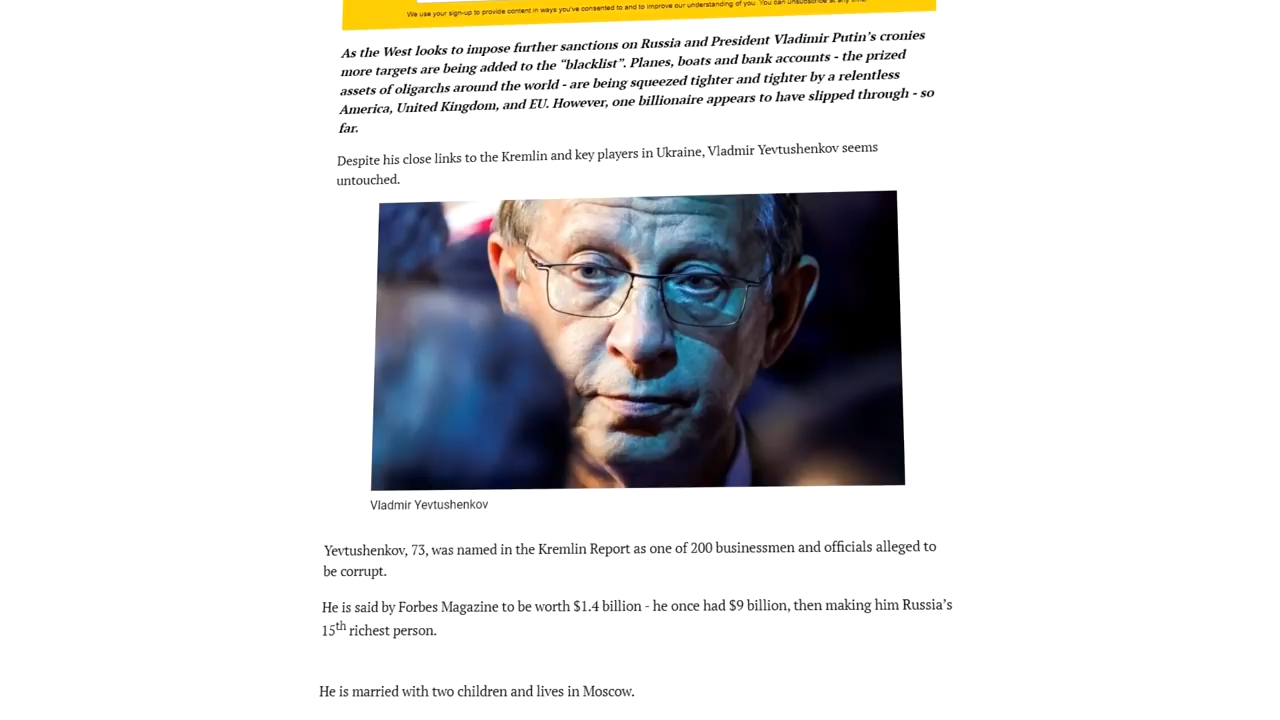 We use your sign-up to provide content in ways you've consented to and to improve our understanding of you. You can unsubscribe at any time.
As the West looks to impose further sanctions on Russia and President Vladimir Putin’s cronies
more targets are being added to the “blacklist”. Planes, boats and bank accounts - the prized
assets of oligarchs around the world - are being squeezed tighter and tighter by a relentless
America, United Kingdom, and EU. However, one billionaire appears to have slipped through - so
far.
Despite his close links to the Kremlin and key players in Ukraine, Vladmir Yevtushenkov seems
untouched.
Vladmir Yevtushenkov
Yevtushenkov, 73, was named in the Kremlin Report as one of 200 businessmen and officials alleged to
be corrupt.
He is said by Forbes Magazine to be worth $1.4 billion - he once had $9 billion, then making him Russia’s
15th richest person.
He is married with two children and lives in Moscow.